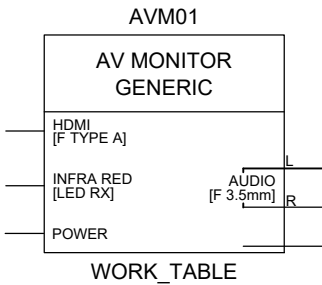 AVM01
AV MONITOR
GENERIC
HDMI
[F TYPE A]
INFRA RED
[LED RX]
POWER
L
AUDIO
[F 3.5mm]
R
WORK_TABLE